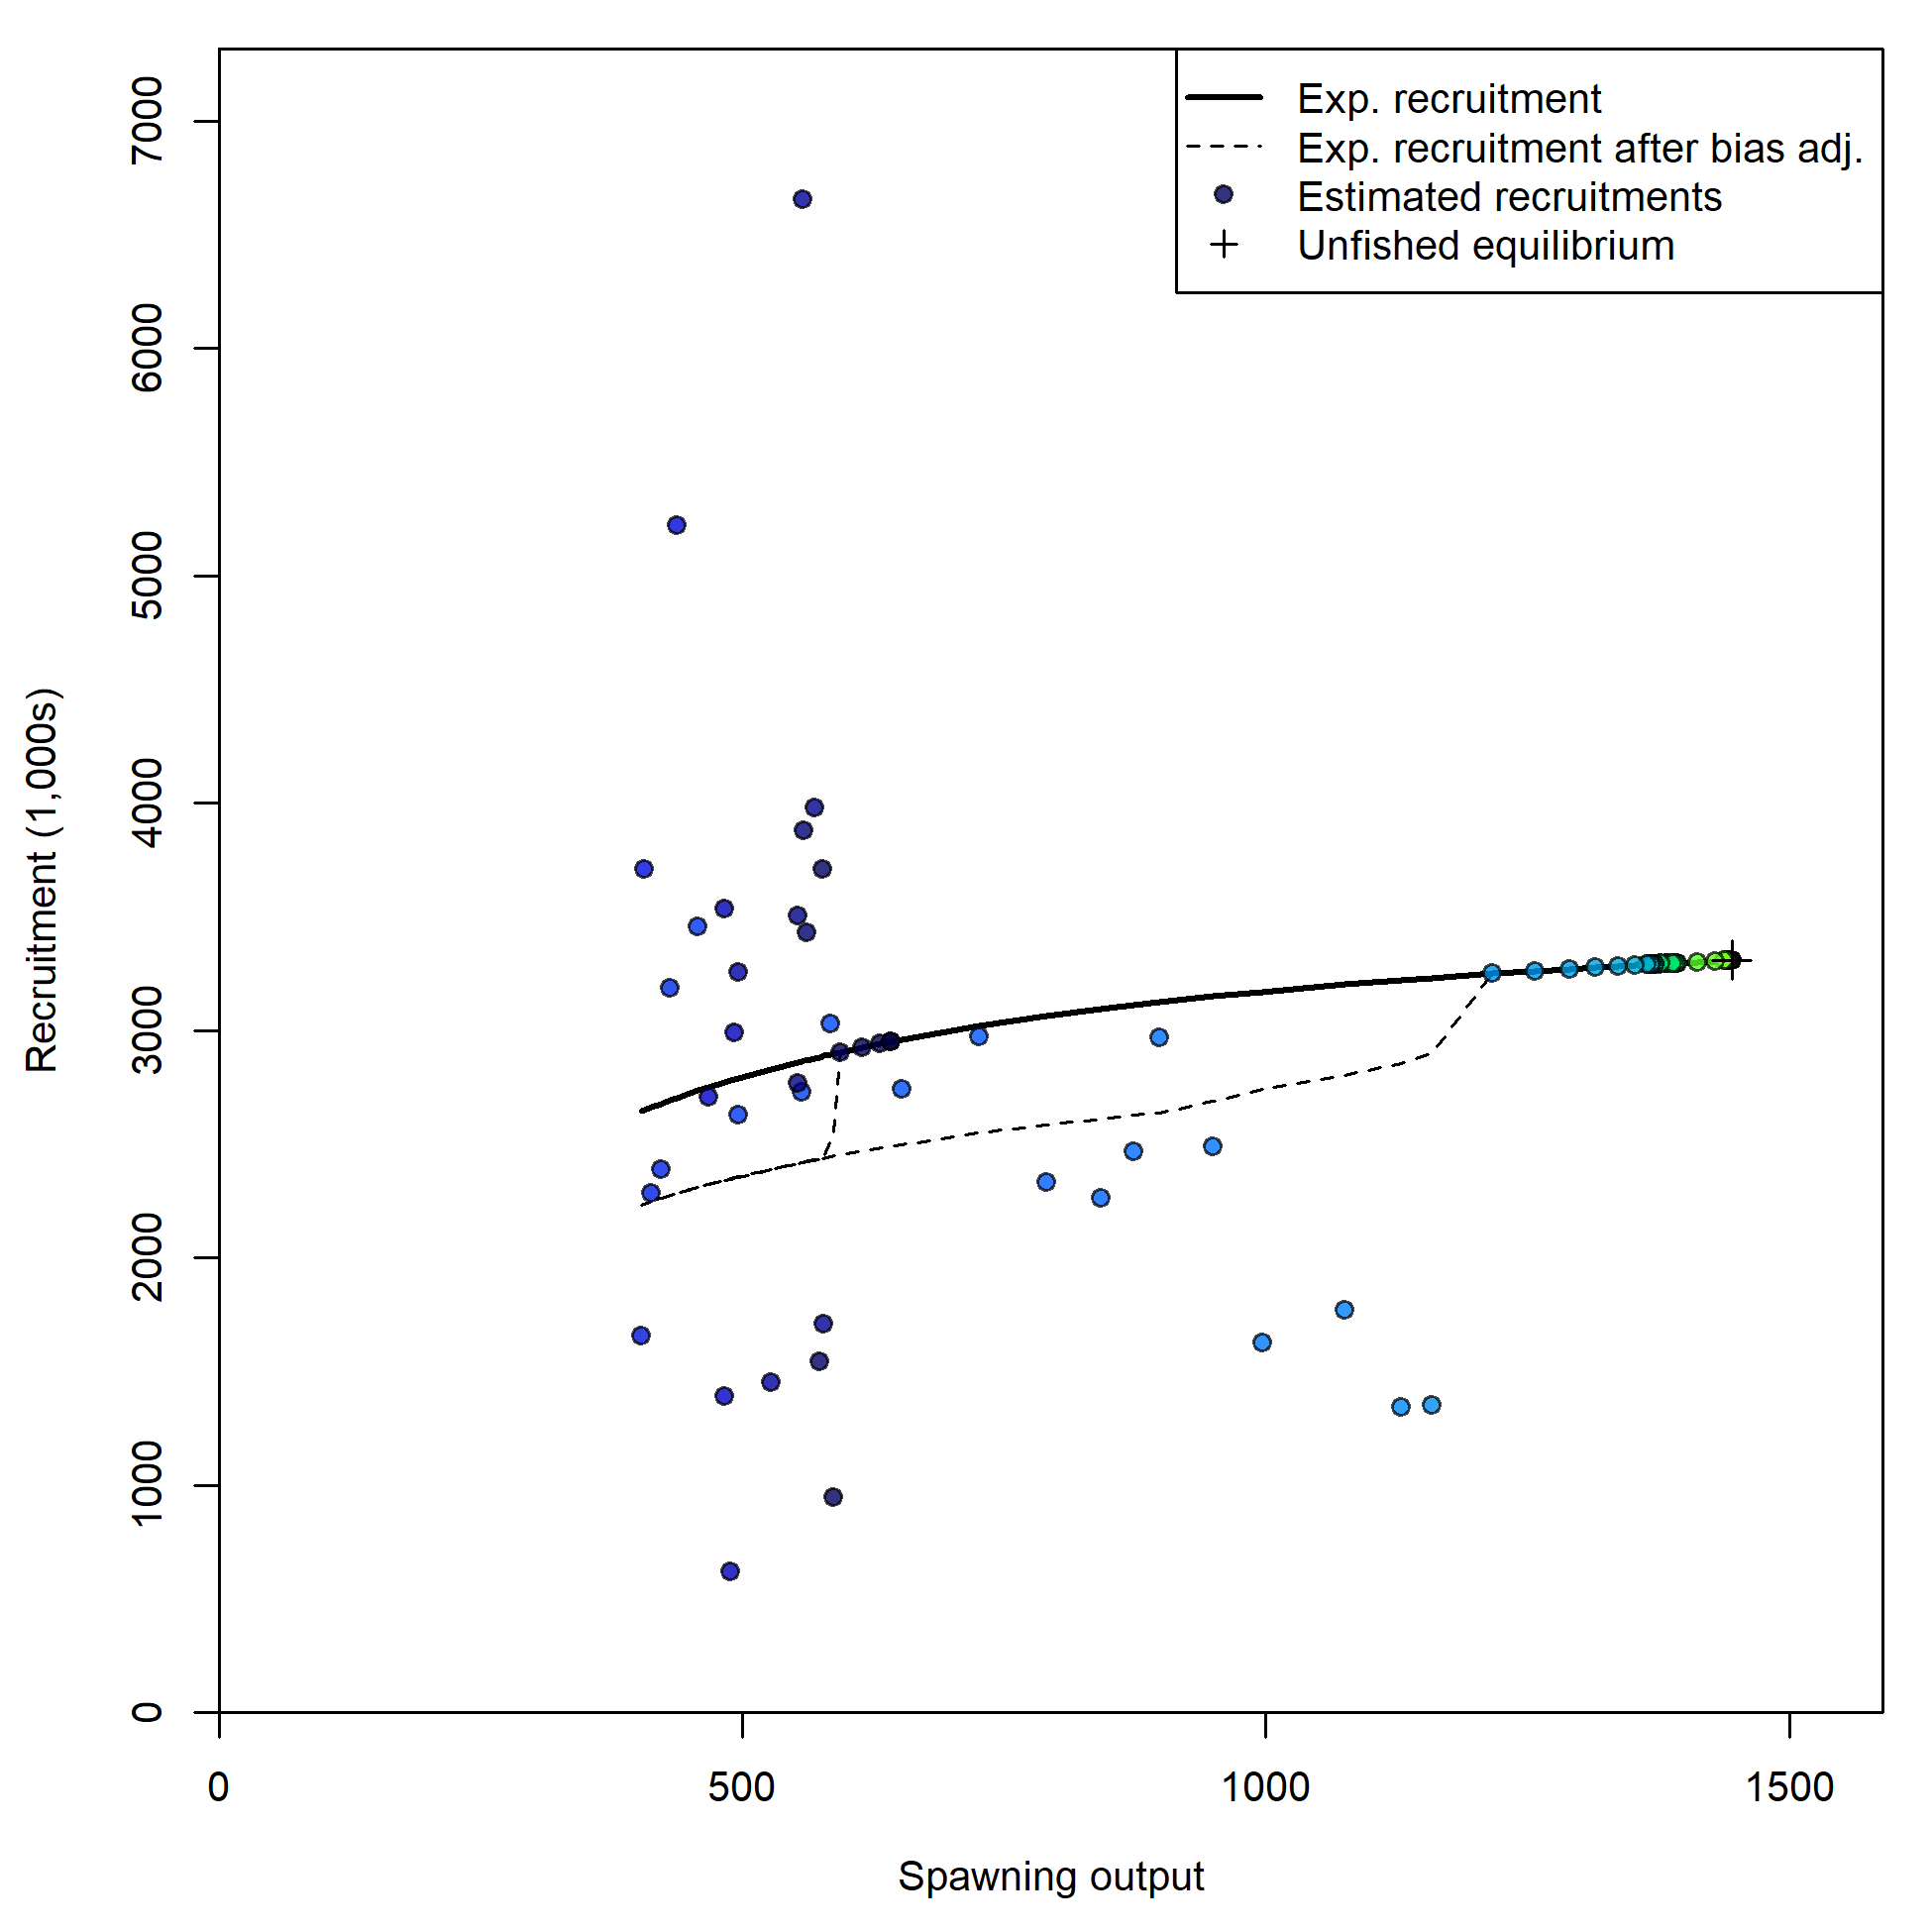 Exp. recruitment
Exp. recruitment after bias adj.
Estimated recruitments
Unfished equilibrium
7000
6000
5000
4000
3000
2000
1000
0
Recruitment (1,000s)
0 500 1000 1500
Spawning output